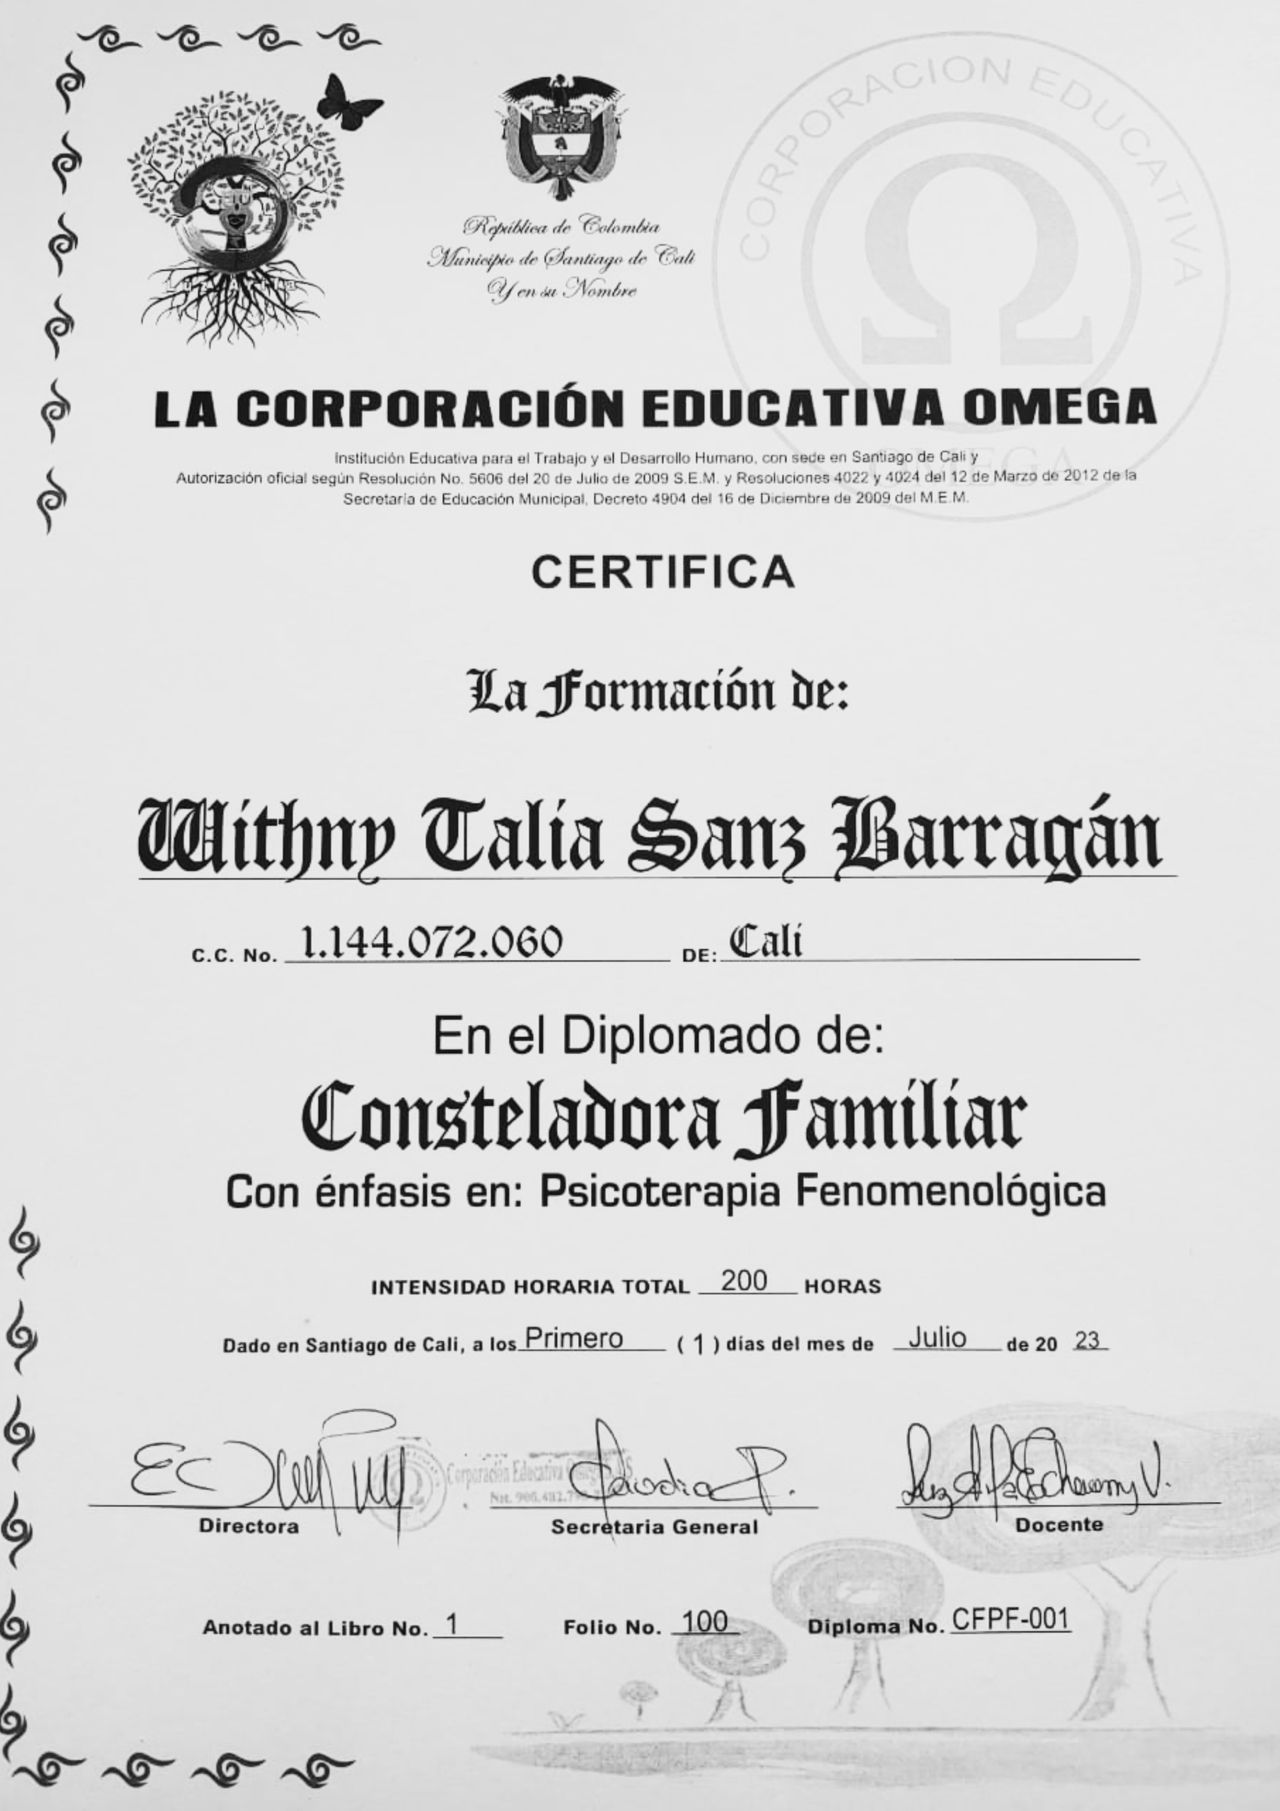 CORPORACION EDUCATIVA
OMEGA
República de Colombia
Municipio de Santiago de Cali
Y en su Nombre
LA CORPORACIÓN EDUCATIVA OMEGA
Institución Educativa para el Trabajo y el Desarrollo Humano, con sede en Santiago de Cali y
Autorización oficial según Resolución No. 5606 del 20 de Julio de 2009 S.E.M. y Resoluciones 4022 y 4024 del 12 de Marzo de 2012 de la
Secretaría de Educación Municipal, Decreto 4904 del 16 de Diciembre de 2009 del M.E.M.
CERTIFICA
La Formación de:
Withny Talia Sanz Barragán
C.C. No. 1.144.072.060 DE: Cali
En el Diplomado de:
Consteladora Familiar
Con énfasis en: Psicoterapia Fenomenológica
INTENSIDAD HORARIA TOTAL 200 HORAS
Dado en Santiago de Cali, a los Primero ( 1 ) días del mes de Julio de 20 23
Corporación Educativa
Directora Secretaria General Docente
Anotado al Libro No. 1 Folio No. 100 Diploma No. CFPF-001